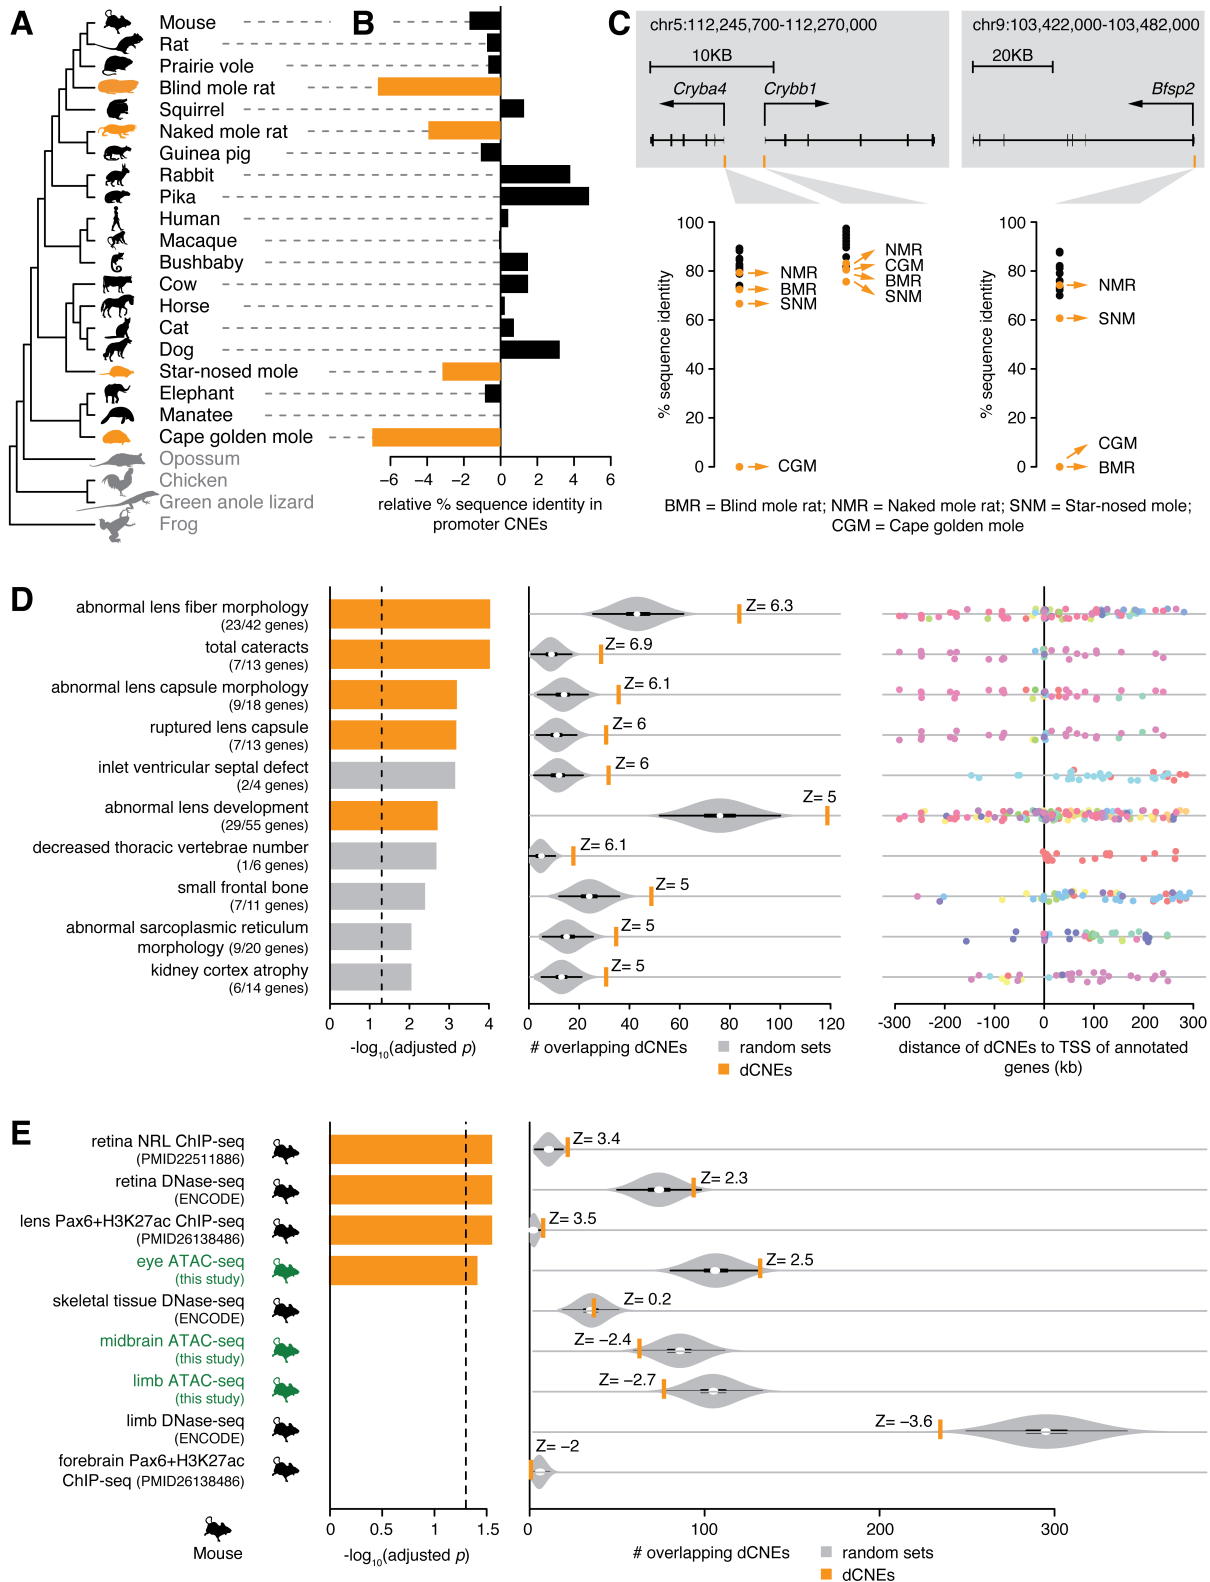 A
Mouse
Rat
Prairie vole
Blind mole rat
Squirrel
Naked mole rat
Guinea pig
Rabbit
Pika
Human
Macaque
Bushbaby
Cow
Horse
Cat
Dog
Star-nosed mole
Elephant
Manatee
Cape golden mole
Opossum
Chicken
Green anole lizard
Frog
B
−6 −4 −2 0 2 4 6
relative % sequence identity in
promoter CNEs
C
chr5:112,245,700-112,270,000
10KB
Cryba4 Crybb1
chr9:103,422,000-103,482,000
20KB
Bfsp2
% sequence identity
100
80
60
40
20
0
NMR
BMR
SNM
CGM
NMR
CGM
BMR
SNM
% sequence identity
100
80
60
40
20
0
NMR
SNM
CGM
BMR
BMR = Blind mole rat; NMR = Naked mole rat; SNM = Star-nosed mole;
CGM = Cape golden mole
D
abnormal lens fiber morphology
(23/42 genes)
total cateracts
(7/13 genes)
abnormal lens capsule morphology
(9/18 genes)
ruptured lens capsule
(7/13 genes)
inlet ventricular septal defect
(2/4 genes)
abnormal lens development
(29/55 genes)
decreased thoracic vertebrae number
(1/6 genes)
small frontal bone
(7/11 genes)
abnormal sarcoplasmic reticulum
morphology (9/20 genes)
kidney cortex atrophy
(6/14 genes)
0 1 2 3 4
-log10(adjusted p)
Z= 6.3
Z= 6.9
Z= 6.1
Z= 6
Z= 6
Z= 5
Z= 6.1
Z= 5
Z= 5
Z= 5
0 20 40 60 80 100 120
# overlapping dCNEs
random sets
dCNEs
-300 -200 -100 0 100 200 300
distance of dCNEs to TSS of annotated
genes (kb)
E
retina NRL ChIP-seq
(PMID22511886)
retina DNase-seq
(ENCODE)
lens Pax6+H3K27ac ChIP-seq
(PMID26138486)
eye ATAC-seq
(this study)
skeletal tissue DNase-seq
(ENCODE)
midbrain ATAC-seq
(this study)
limb ATAC-seq
(this study)
limb DNase-seq
(ENCODE)
forebrain Pax6+H3K27ac
ChIP-seq (PMID26138486)
Mouse
0 0.5 1 1.5
-log10(adjusted p)
Z= 3.4
Z= 2.3
Z= 3.5
Z= 2.5
Z= 0.2
Z= −2.4
Z= −2.7
Z= −3.6
Z= −2
0 100 200 300
# overlapping dCNEs
random sets
dCNEs